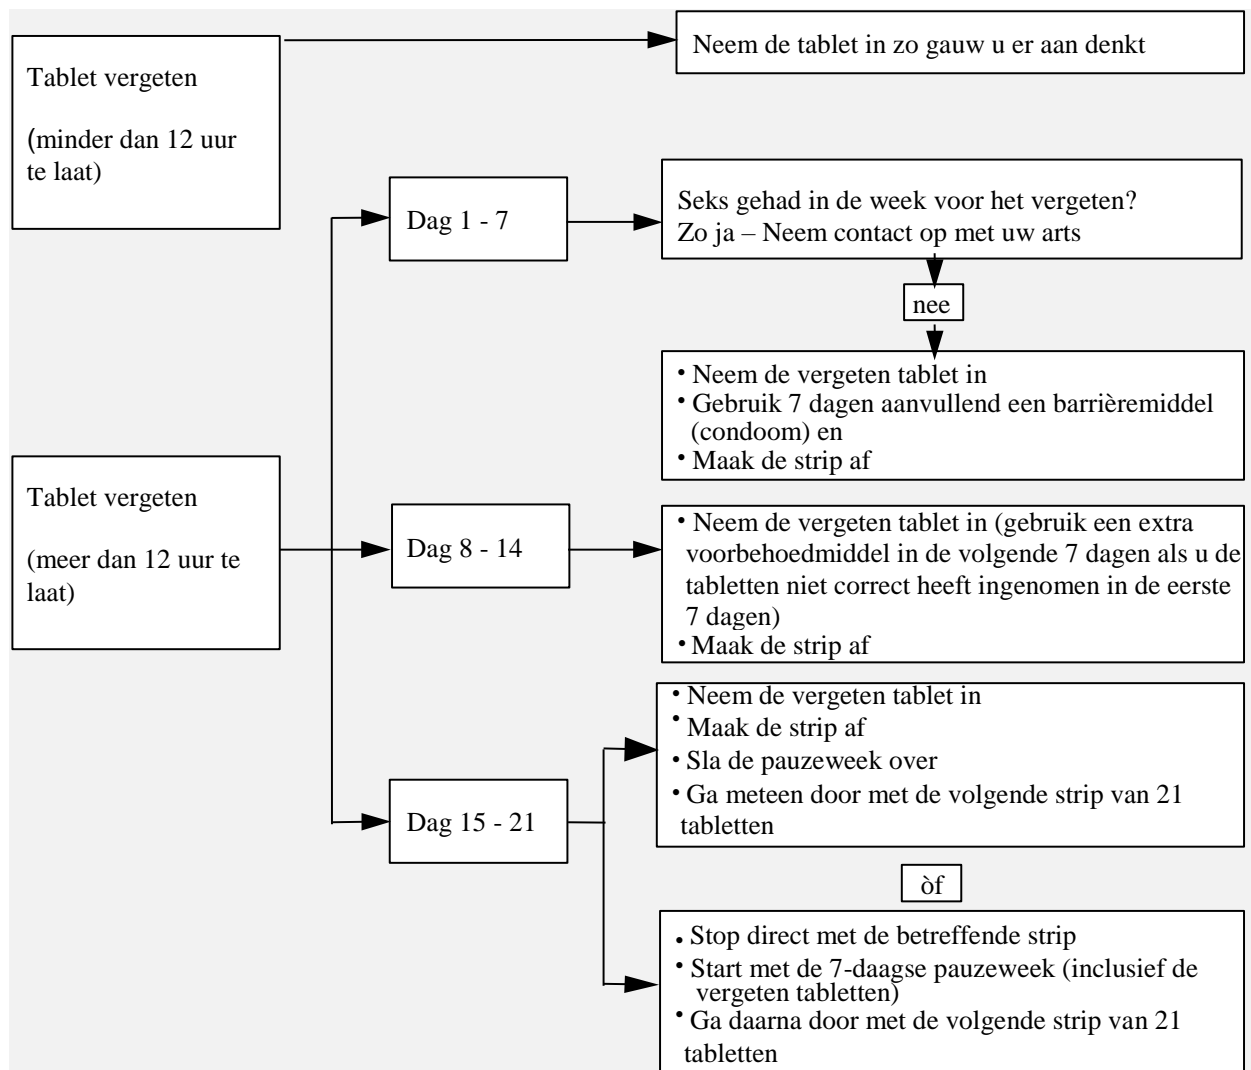 Tablet vergeten
(minder dan 12 uur
te laat)
Neem de tablet in zo gauw u er aan denkt
Dag 1 - 7
Seks gehad in de week voor het vergeten?
Zo ja – Neem contact op met uw arts
nee
• Neem de vergeten tablet in
• Gebruik 7 dagen aanvullend een barrièremiddel
(condoom) en
• Maak de strip af
Tablet vergeten
(meer dan 12 uur te
laat)
Dag 8 - 14
• Neem de vergeten tablet in (gebruik een extra
voorbehoedmiddel in de volgende 7 dagen als u de
tabletten niet correct heeft ingenomen in de eerste
7 dagen)
• Maak de strip af
Dag 15 - 21
• Neem de vergeten tablet in
• Maak de strip af
• Sla de pauzeweek over
• Ga meteen door met de volgende strip van 21
tabletten
òf
• Stop direct met de betreffende strip
• Start met de 7-daagse pauzeweek (inclusief de
vergeten tabletten)
• Ga daarna door met de volgende strip van 21
tabletten